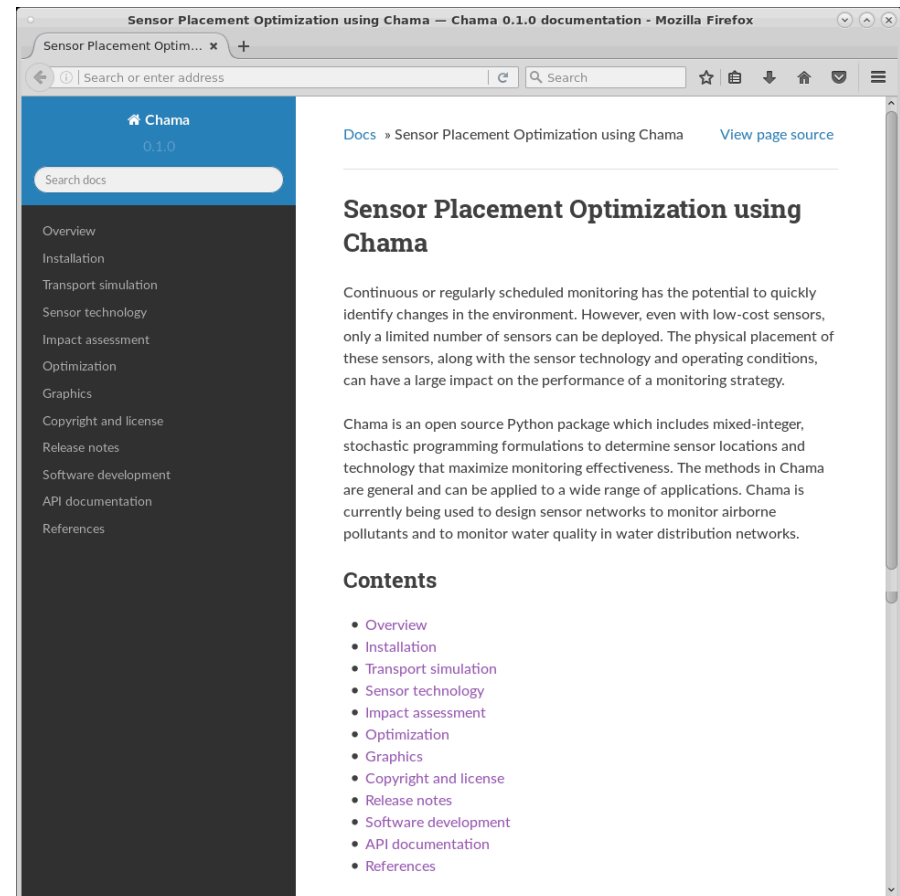 Sensor Placement Optimization using Chama — Chama 0.1.0 documentation - Mozilla Firefox
Sensor Placement Optim... ×
+
Search or enter address
Search
Chama
0.1.0
Search docs
Overview
Installation
Transport simulation
Sensor technology
Impact assessment
Optimization
Graphics
Copyright and license
Release notes
Software development
API documentation
References
Docs » Sensor Placement Optimization using Chama View page source
Sensor Placement Optimization using
Chama
Continuous or regularly scheduled monitoring has the potential to quickly
identify changes in the environment. However, even with low-cost sensors,
only a limited number of sensors can be deployed. The physical placement of
these sensors, along with the sensor technology and operating conditions,
can have a large impact on the performance of a monitoring strategy.
Chama is an open source Python package which includes mixed-integer,
stochastic programming formulations to determine sensor locations and
technology that maximize monitoring effectiveness. The methods in Chama
are general and can be applied to a wide range of applications. Chama is
currently being used to design sensor networks to monitor airborne
pollutants and to monitor water quality in water distribution networks.
Contents
• Overview
• Installation
• Transport simulation
• Sensor technology
• Impact assessment
• Optimization
• Graphics
• Copyright and license
• Release notes
• Software development
• API documentation
• References